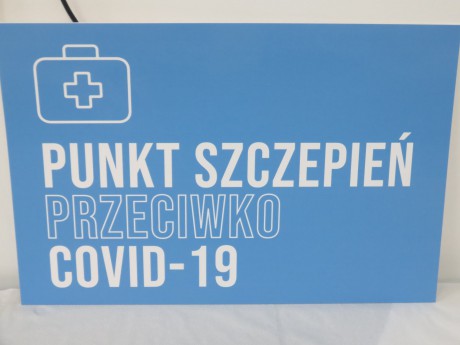 PUNKT SZCZEPIEŃ
PRZECIWKO
COVID-19